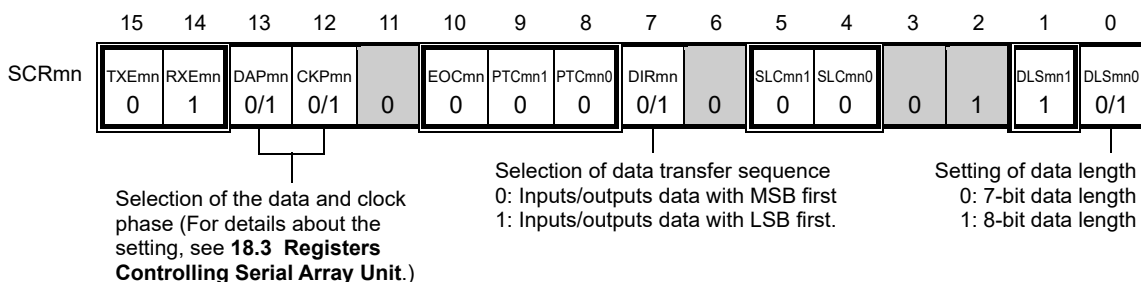 15 14 13 12 11 10 9 8 7 6 5 4 3 2 1 0
SCRmn TXEmn RXEmn DAPmn CKPmn EOCmn PTCmn1 PTCmn0 DIRmn SLCmn1 SLCmn0 DLSmn1 DLSmn0
0 1 0/1 0/1 0 0 0 0 0/1 0 0 0 0 1 1 0/1
Selection of the data and clock
phase (For details about the
setting, see 18.3 Registers
Controlling Serial Array Unit.)
Selection of data transfer sequence
0: Inputs/outputs data with MSB first
1: Inputs/outputs data with LSB first.
Setting of data length
0: 7-bit data length
1: 8-bit data length